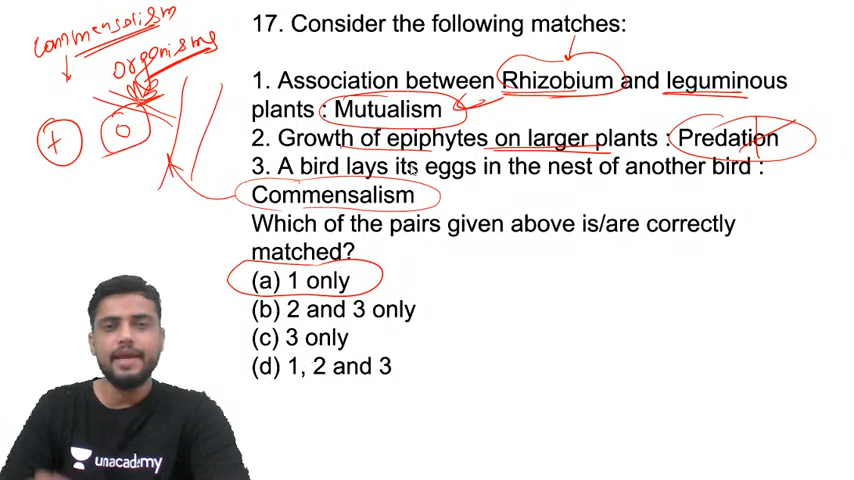 commensalism
organisms
+
0
17. Consider the following matches:
1. Association between Rhizobium and leguminous
plants : Mutualism
2. Growth of epiphytes on larger plants : Predation
3. A bird lays its eggs in the nest of another bird :
Commensalism
Which of the pairs given above is/are correctly
matched?
(a) 1 only
(b) 2 and 3 only
(c) 3 only
(d) 1, 2 and 3
unacademy